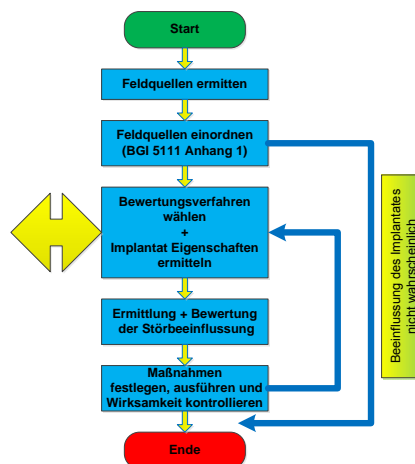 Start
Feldquellen ermitten
Feldquellen einordnen
(BGI 5111 Anhang 1)
Bewertungsverfahren
wählen
+
Implantat Eigenschaften
ermitteln
Ermittlung + Bewertung
der Störbeeinflussung
Maßnahmen
festlegen, ausführen und
Wirksamkeit kontrollieren
Ende
Beeinflussung des Implantates
nicht wahrscheinlich